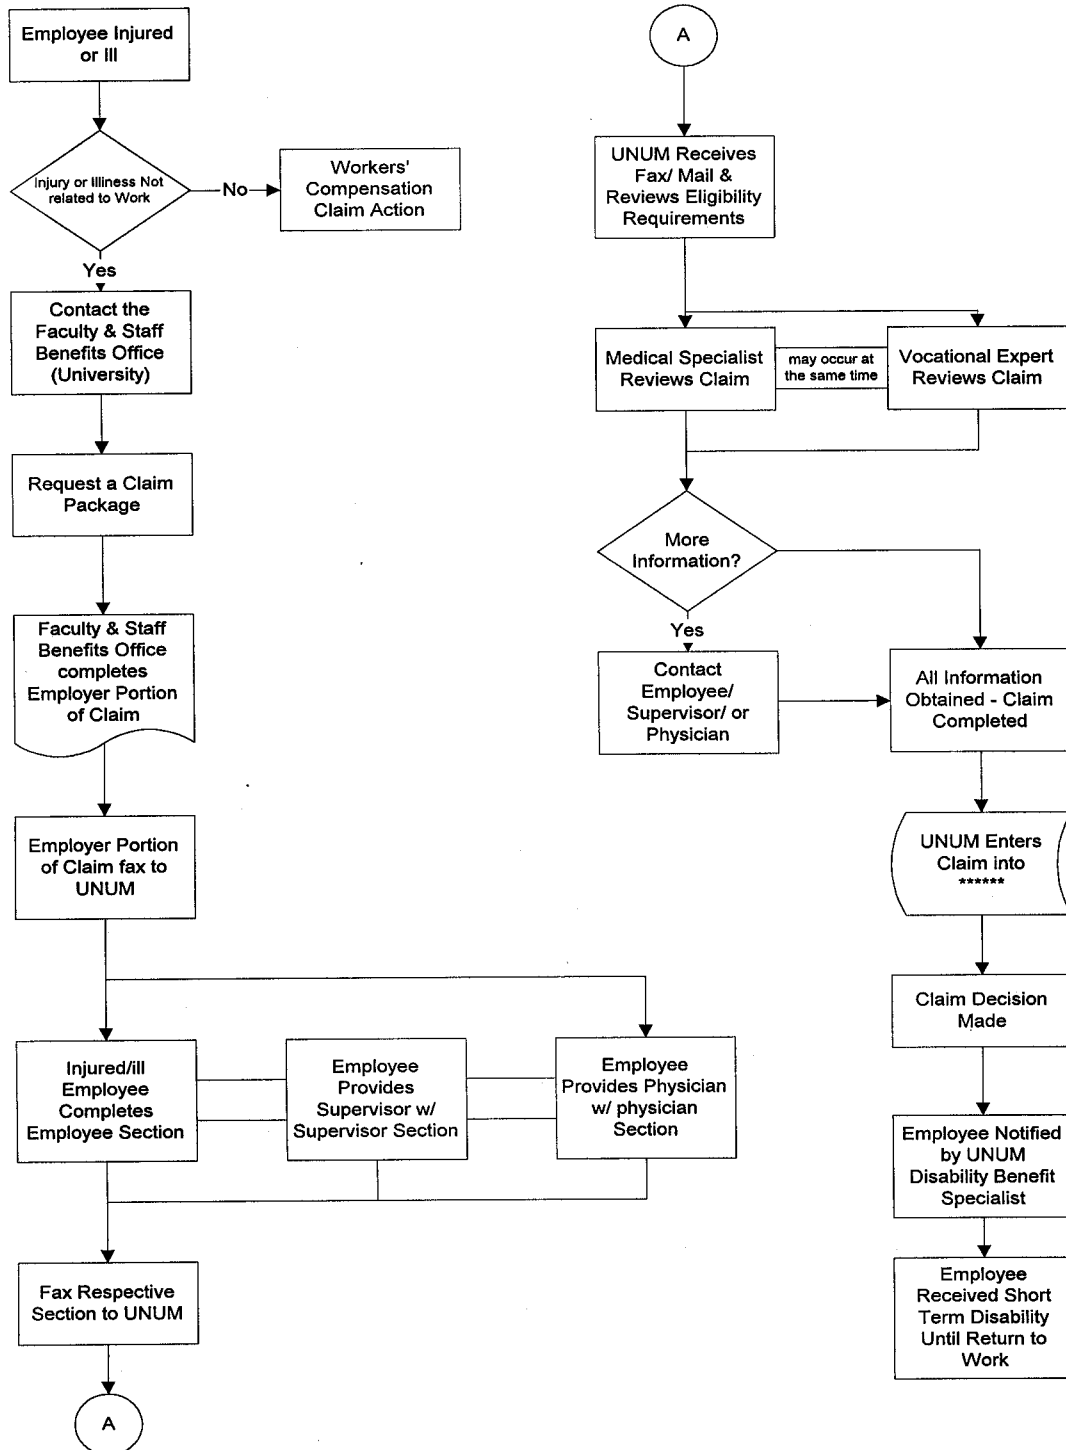 Employee Injured
or Ill
Injury or Illness Not
related to Work
No
Workers'
Compensation
Claim Action
Yes
Contact the
Faculty & Staff
Benefits Office
(University)
Request a Claim
Package
Faculty & Staff
Benefits Office
completes
Employer Portion
of Claim
Employer Portion
of Claim fax to
UNUM
Injured/ill
Employee
Completes
Employee Section
Employee
Provides
Supervisor w/
Supervisor Section
Employee
Provides Physician
w/ physician
Section
Fax Respective
Section to UNUM
A
A
UNUM Receives
Fax/ Mail &
Reviews Eligibility
Requirements
Medical Specialist
Reviews Claim
may occur at
the same time
Vocational Expert
Reviews Claim
More
Information?
Yes
Contact
Employee/
Supervisor/ or
Physician
All Information
Obtained - Claim
Completed
UNUM Enters
Claim into
******
Claim Decision
Made
Employee Notified
by UNUM
Disability Benefit
Specialist
Employee
Received Short
Term Disability
Until Return to
Work